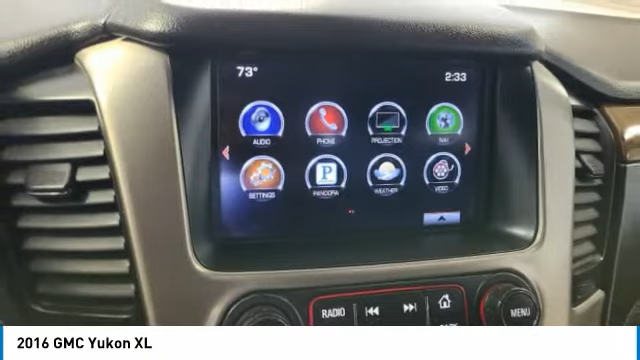 73° 2:33
AUDIO PHONE PROJECTION NAV
SETTINGS PANDORA WEATHER VIDEO
RADIO MENU
2016 GMC Yukon XL